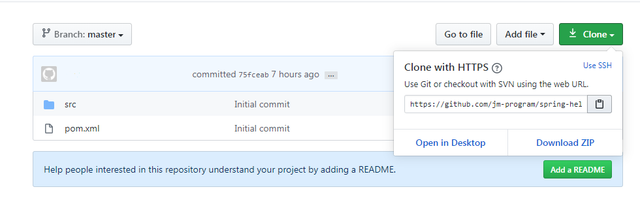 Branch: master
Go to file
Add file
Clone
committed 75fceab 7 hours ago ...
Clone with HTTPS ?
Use SSH
Use Git or checkout with SVN using the web URL.
src Initial commit
https://github.com/jm-program/spring-hel
pom.xml Initial commit
Open in Desktop Download ZIP
Help people interested in this repository understand your project by adding a README.
Add a README